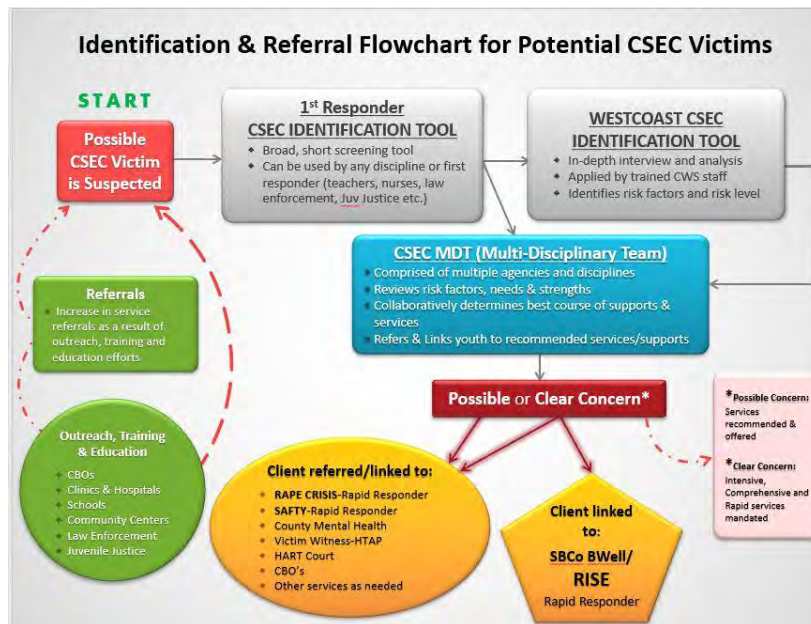 Identification & Referral Flowchart for Potential CSEC Victims
START
Possible
CSEC Victim
is Suspected
1st Responder
CSEC IDENTIFICATION TOOL
Broad, short screening tool
Can be used by any discipline or first
responder (teachers, nurses, law
enforcement, Juv Justice etc.)
WESTCOAST CSEC
IDENTIFICATION TOOL
In-depth interview and analysis
Applied by trained CWS staff
Identifies risk factors and risk level
CSEC MDT (Multi-Disciplinary Team)
Comprised of multiple agencies and disciplines
Reviews risk factors, needs & strengths
Collaboratively determines best course of supports &
services
Refers & Links youth to recommended services/supports
Referrals
Increase in service
referrals as a result of
outreach, training and
education efforts
Possible or Clear Concern*
*Possible Concern:
Services
recommended &
offered
*Clear Concern:
Intensive,
Comprehensive and
Rapid services
mandated
Outreach, Training
& Education
CBOs
Clinics & Hospitals
Schools
Community Centers
Law Enforcement
Juvenile Justice
Client referred/linked to:
RAPE CRISIS-Rapid Responder
SAFTY-Rapid Responder
County Mental Health
Victim Witness-HTAP
HART Court
CBO's
Other services as needed
Client linked
to:
SBCo BWell/
RISE
Rapid Responder